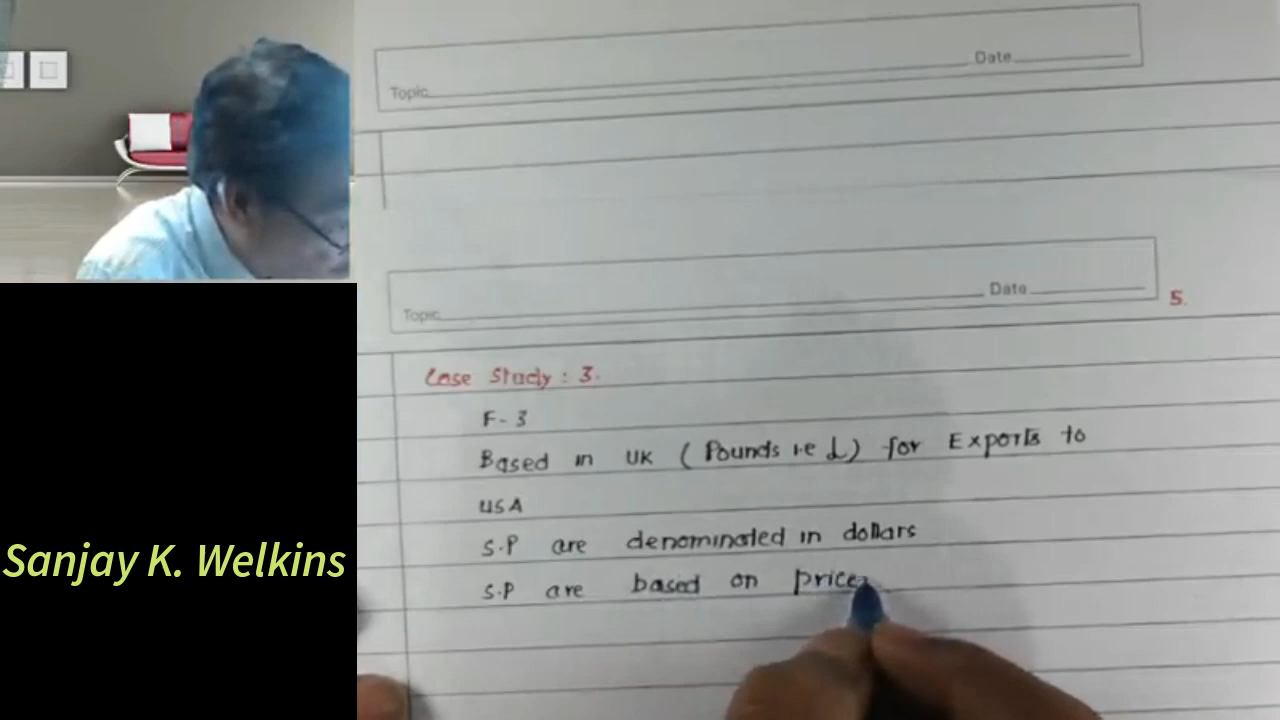 Topic Date
Topic Date
5.
Case Study : 3.
F - 3
Based in UK ( Pounds i.e £ ) for Exports to
USA
S.P are denominated in dollars
S.P are based on price
Sanjay K. Welkins